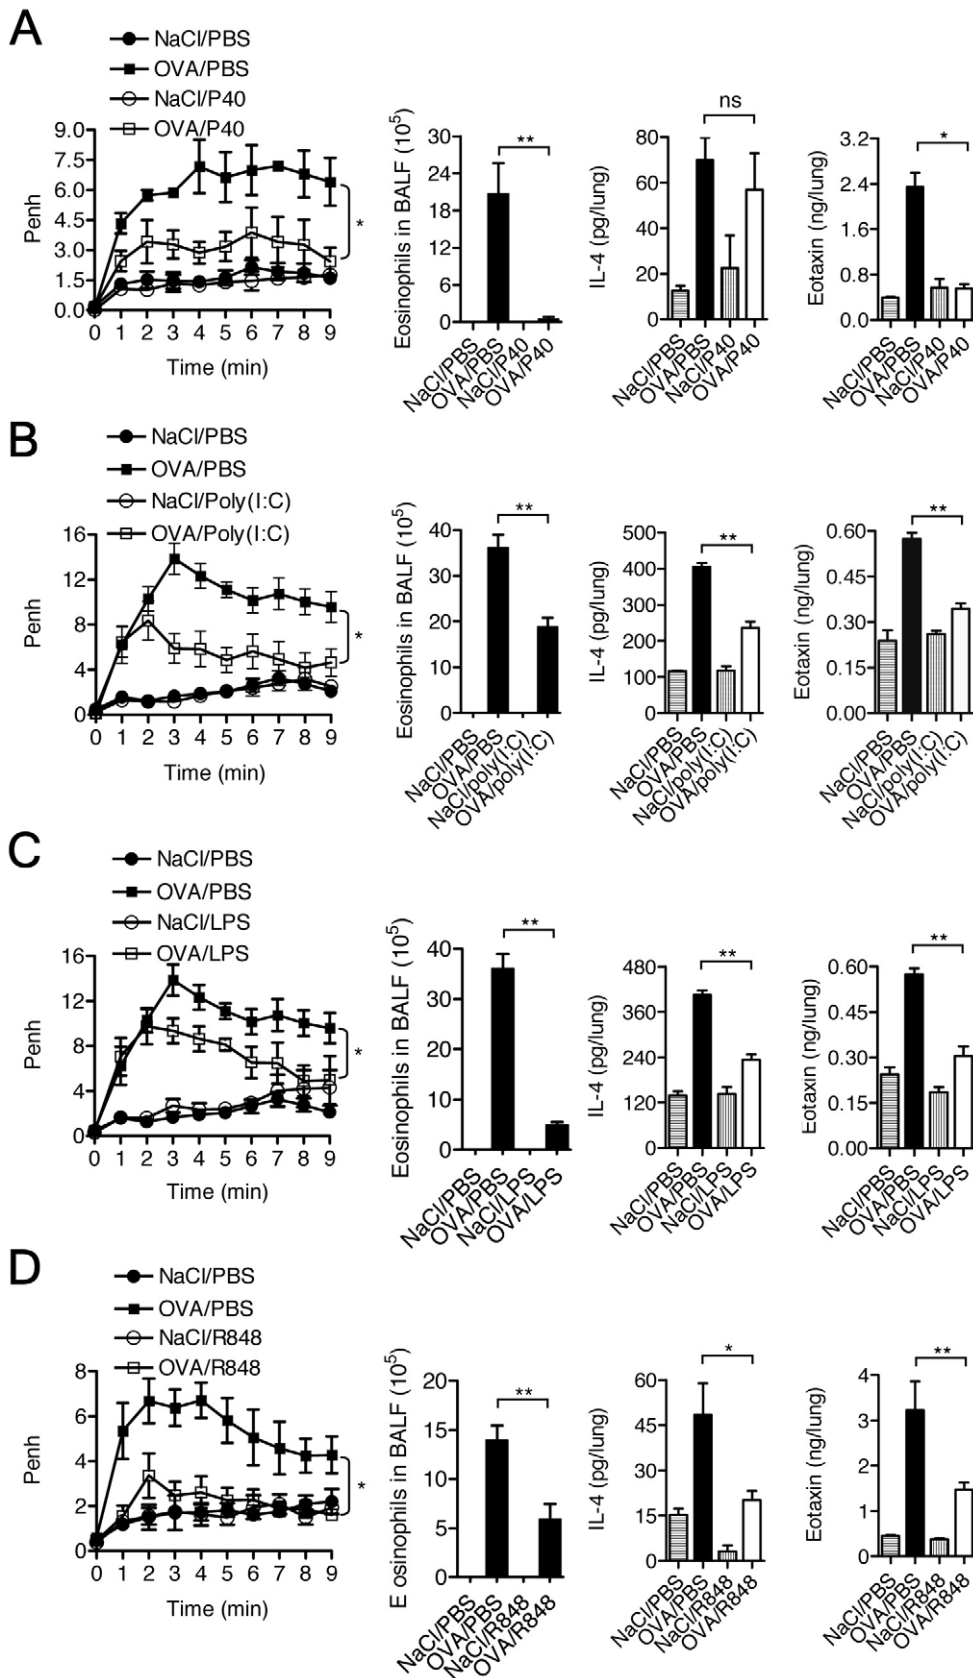 A
NaCl/PBS
OVA/PBS
NaCl/P40
OVA/P40
Penh
9.0
7.5
6.0
4.5
3.0
1.5
0.0
*
0 1 2 3 4 5 6 7 8 9
Time (min)
Eosinophils in BALF (10⁵)
30
24
18
12
6
0
**
NaCl/PBS
OVA/PBS
NaCl/P40
OVA/P40
IL-4 (pg/lung)
80
60
40
20
0
ns
NaCl/PBS
OVA/PBS
NaCl/P40
OVA/P40
Eotaxin (ng/lung)
3.2
2.4
1.6
0.8
0.0
*
NaCl/PBS
OVA/PBS
NaCl/P40
OVA/P40
B
NaCl/PBS
OVA/PBS
NaCl/Poly(I:C)
OVA/Poly(I:C)
Penh
16
12
8
4
0
*
0 1 2 3 4 5 6 7 8 9
Time (min)
Eosinophils in BALF (10⁵)
40
30
20
10
0
**
NaCl/PBS
OVA/PBS
NaCl/poly(I:C)
OVA/poly(I:C)
IL-4 (pg/lung)
500
400
300
200
100
0
**
NaCl/PBS
OVA/PBS
NaCl/poly(I:C)
OVA/poly(I:C)
Eotaxin (ng/lung)
0.60
0.45
0.30
0.15
0.00
**
NaCl/PBS
OVA/PBS
NaCl/poly(I:C)
OVA/poly(I:C)
C
NaCl/PBS
OVA/PBS
NaCl/LPS
OVA/LPS
Penh
16
12
8
4
0
*
0 1 2 3 4 5 6 7 8 9
Time (min)
Eosinophils in BALF (10⁵)
40
30
20
10
0
**
NaCl/PBS
OVA/PBS
NaCl/LPS
OVA/LPS
IL-4 (pg/lung)
480
360
240
120
0
**
NaCl/PBS
OVA/PBS
NaCl/LPS
OVA/LPS
Eotaxin (ng/lung)
0.60
0.45
0.30
0.15
0.00
**
NaCl/PBS
OVA/PBS
NaCl/LPS
OVA/LPS
D
NaCl/PBS
OVA/PBS
NaCl/R848
OVA/R848
Penh
8
6
4
2
0
*
0 1 2 3 4 5 6 7 8 9
Time (min)
E osinophils in BALF (10⁵)
20
15
10
5
0
**
NaCl/PBS
OVA/PBS
NaCl/R848
OVA/R848
IL-4 (pg/lung)
60
45
30
15
0
*
NaCl/PBS
OVA/PBS
NaCl/R848
OVA/R848
Eotaxin (ng/lung)
4
3
2
1
0
**
NaCl/PBS
OVA/PBS
NaCl/R848
OVA/R848